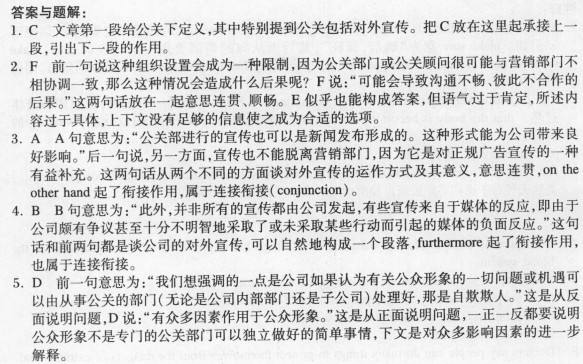 答案与题解:
1. C 文章第一段给公关下定义,其中特别提到公关包括对外宣传。把C放在这里起承接上一
段,引出下一段的作用。
2. F 前一句说这种组织设置会成为一种限制,因为公关部门或公关顾问很可能与营销部门不
相协调一致,那么这种情况会造成什么后果呢? F说:“可能会导致沟通不畅、彼此不合作的
后果。”这两句话放在一起意思连贯、顺畅。E似乎也能构成答案,但语气过于肯定,所述内
容过于具体,上下文没有足够的信息使之成为合适的选项。
3. A A句意思为:“公关部进行的宣传也可以是新闻发布形成的。这种形式能为公司带来良
好影响。”后一句说,另一方面,宣传也不能脱离营销部门,因为它是对正规广告宣传的一种
有益补充。这两句话从两个不同的方面谈对外宣传的运作方式及其意义,意思连贯,on the
other hand 起了衔接作用,属于连接衔接(conjunction)。
4. B B句意思为:“此外,并非所有的宣传都由公司发起,有些宣传来自于媒体的反应,即由于
公司颇有争议甚至十分不明智地采取了或未采取某些行动而引起的媒体的负面反应。”这句
话和前两句都是谈公司的对外宣传,可以自然地构成一个段落,furthermore 起了衔接作用,
也属于连接衔接。
5. D 前一句意思为:“我们想强调的一点是公司如果认为有关公众形象的一切问题或机遇可
以由从事公关的部门(无论是公司内部部门还是子公司)处理好,那是自欺欺人。”这是从反
面说明问题,D说:“有众多因素作用于公众形象。”这是从正面说明问题,一正一反都要说明
公众形象不是专门的公关部门可以独立做好的简单事情,下文是对众多影响因素的进一步
解释。